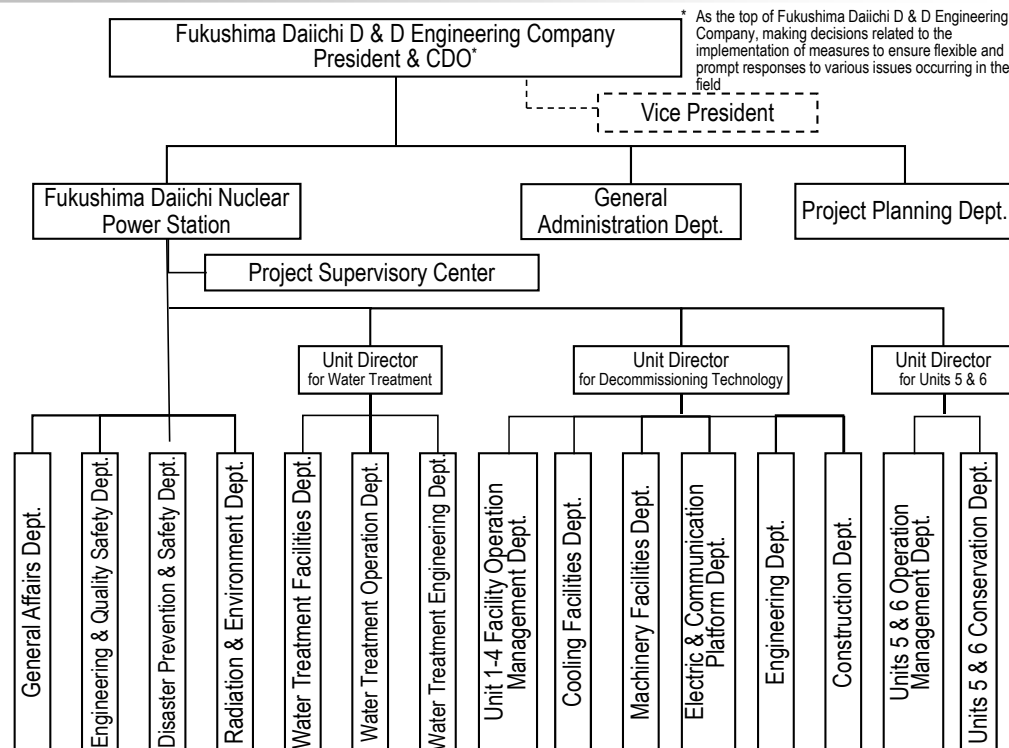 Fukushima Daiichi D & D Engineering Company
President & CDO*
* As the top of Fukushima Daiichi D & D Engineering
Company, making decisions related to the
implementation of measures to ensure flexible and
prompt responses to various issues occurring in the
field
Vice President
Fukushima Daiichi Nuclear
Power Station
General
Administration Dept.
Project Planning Dept.
Project Supervisory Center
Unit Director
for Water Treatment
Unit Director
for Decommissioning Technology
Unit Director
for Units 5 & 6
General Affairs Dept.
Engineering & Quality Safety Dept.
Disaster Prevention & Safety Dept.
Radiation & Environment Dept.
Water Treatment Facilities Dept.
Water Treatment Operation Dept.
Water Treatment Engineering Dept.
Unit 1-4 Facility Operation
Management Dept.
Cooling Facilities Dept.
Machinery Facilities Dept.
Electric & Communication
Platform Dept.
Engineering Dept.
Construction Dept.
Units 5 & 6 Operation
Management Dept.
Units 5 & 6 Conservation Dept.